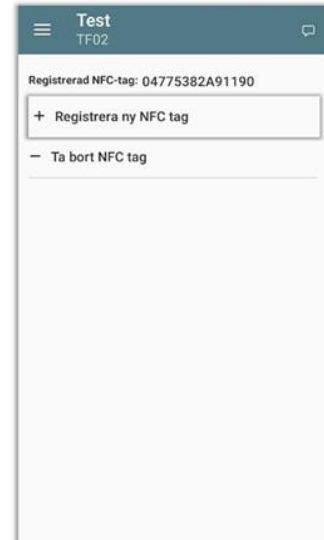 Test
TF02
Registrerad NFC-tag: 04775382A91190
+ Registrera ny NFC tag
− Ta bort NFC tag